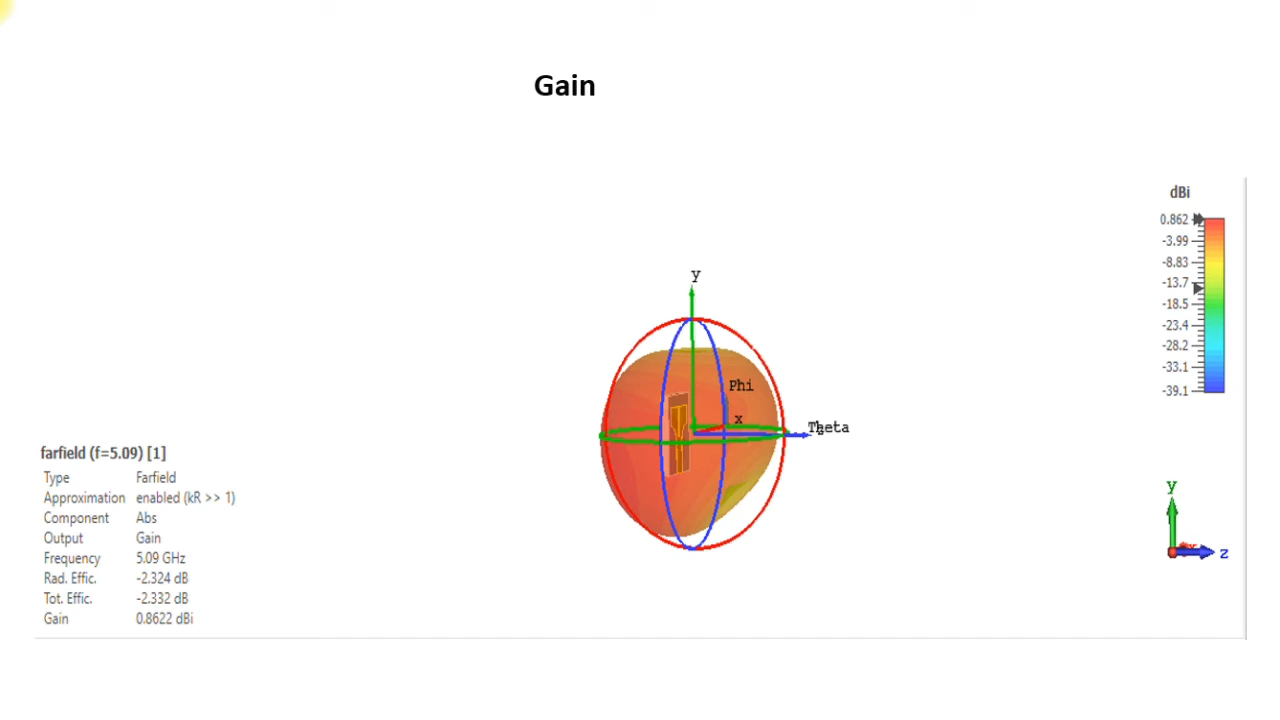 Gain
dBi
0.862
-3.99
-8.83
-13.7
-18.5
-23.4
-28.2
-33.1
-39.1
y
Phi
x
Theta
y
z
farfield (f=5.09) [1]
Type Farfield
Approximation enabled (kR >> 1)
Component Abs
Output Gain
Frequency 5.09 GHz
Rad. Effic. -2.324 dB
Tot. Effic. -2.332 dB
Gain 0.8622 dBi